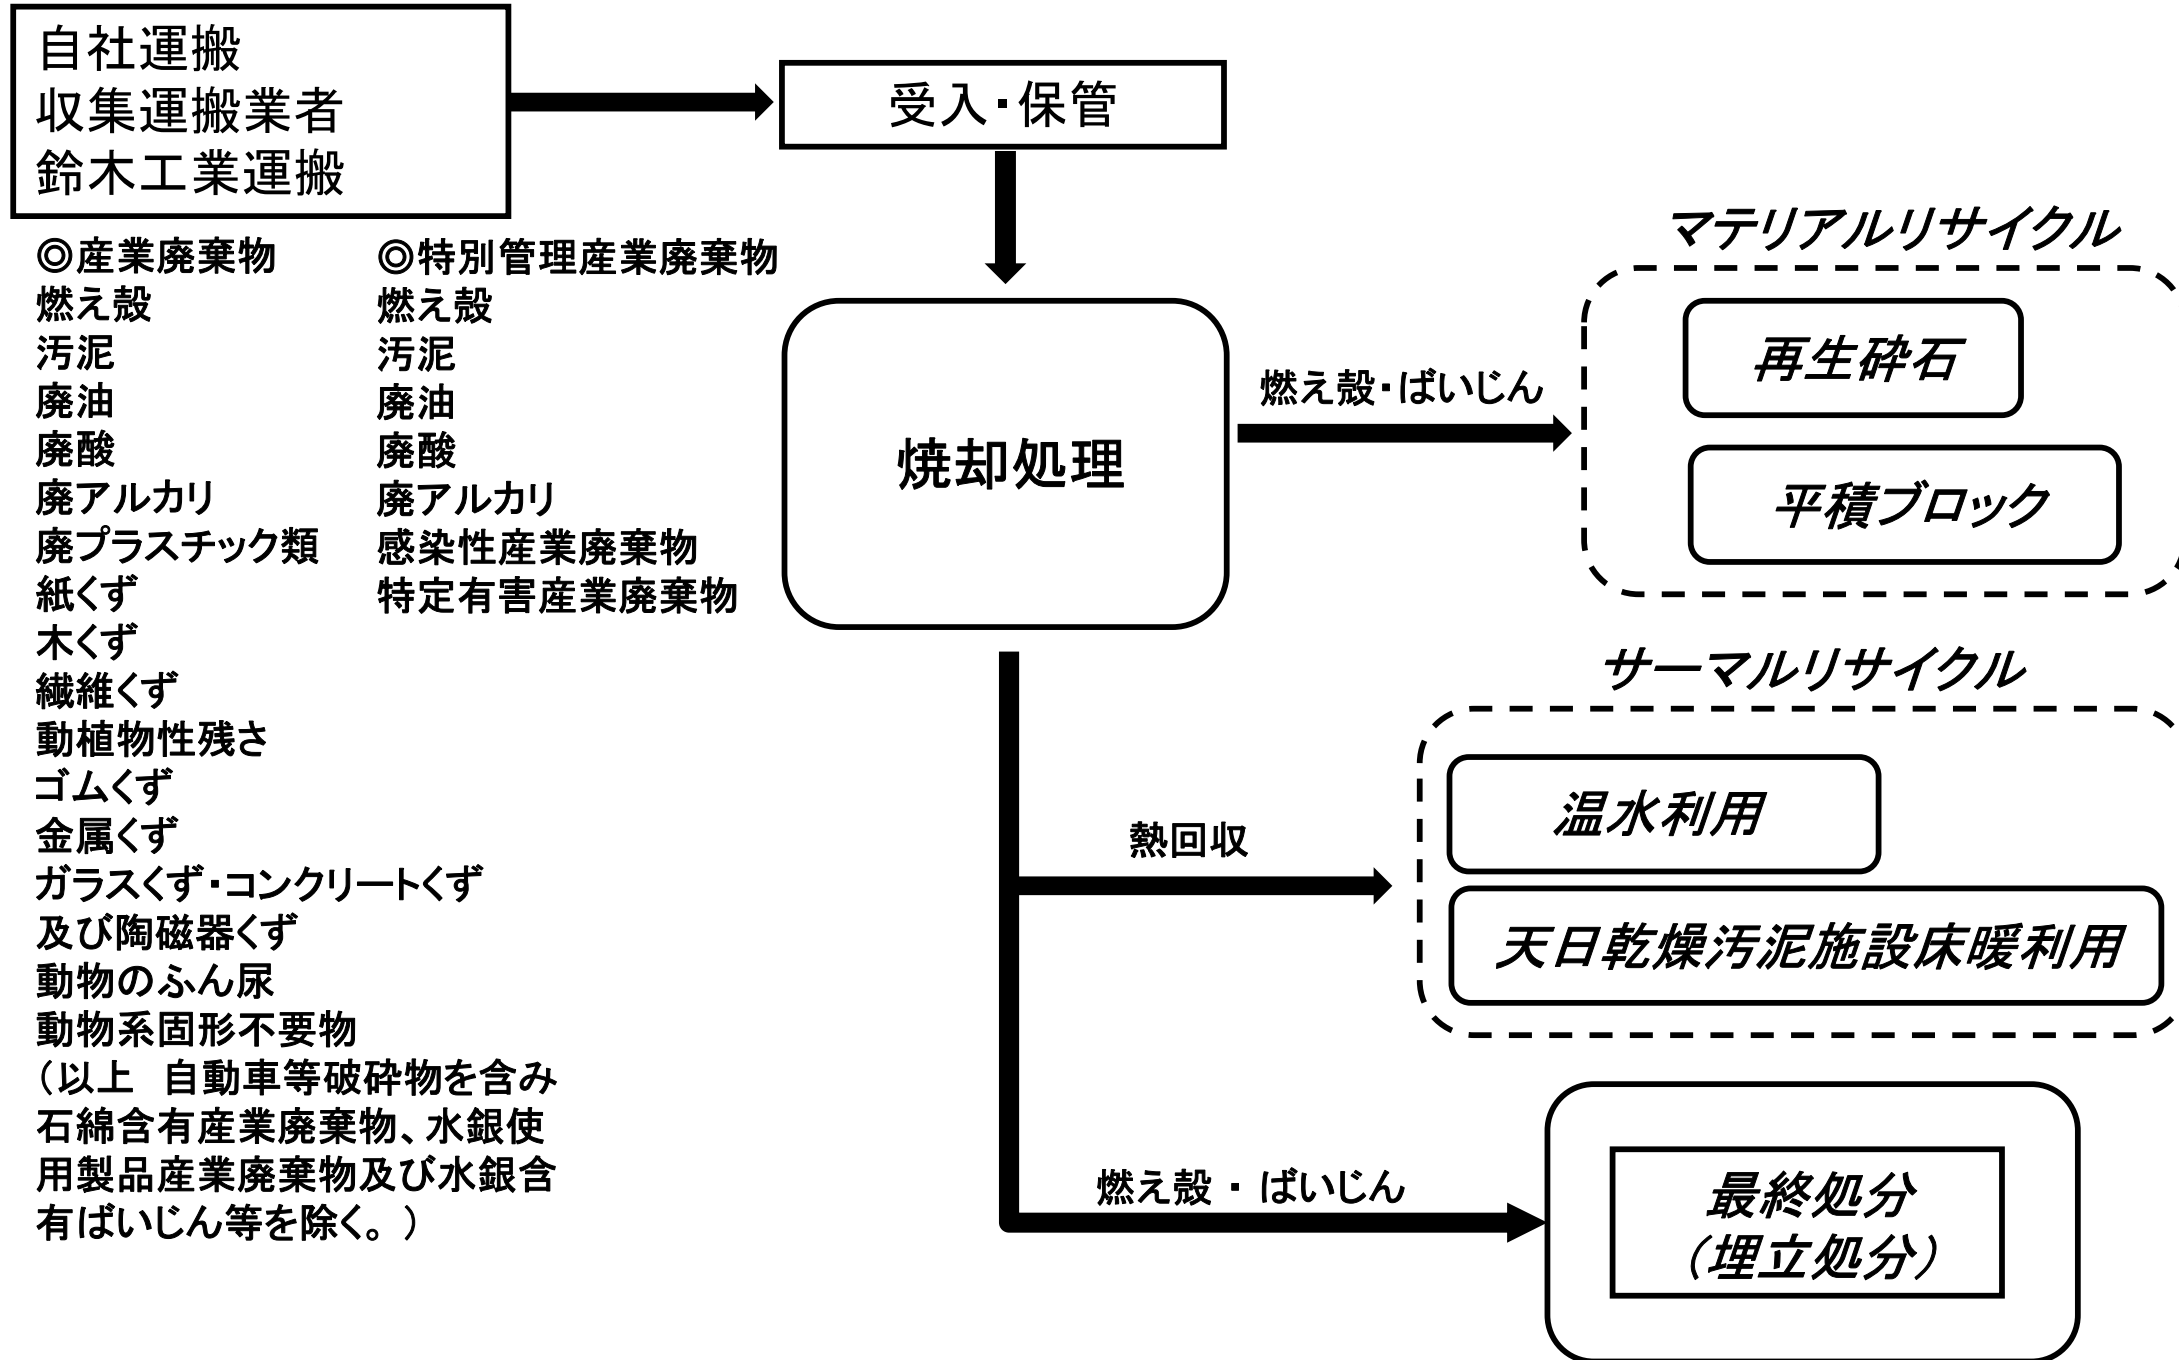 自社運搬
収集運搬業者
鈴木工業運搬
受入・保管
◎産業廃棄物
燃え殻
汚泥
廃油
廃酸
廃アルカリ
廃プラスチック類
紙くず
木くず
繊維くず
動植物性残さ
ゴムくず
金属くず
ガラスくず・コンクリートくず
及び陶磁器くず
動物のふん尿
動物系固形不要物
（以上　自動車等破砕物を含み
石綿含有産業廃棄物、水銀使
用製品産業廃棄物及び水銀含
有ばいじん等を除く。）
◎特別管理産業廃棄物
燃え殻
汚泥
廃油
廃酸
廃アルカリ
感染性産業廃棄物
特定有害産業廃棄物
焼却処理
燃え殻・ばいじん
マテリアルリサイクル
再生砕石
平積ブロック
熱回収
サーマルリサイクル
温水利用
天日乾燥汚泥施設床暖利用
燃え殻 ・ ばいじん
最終処分
（埋立処分）